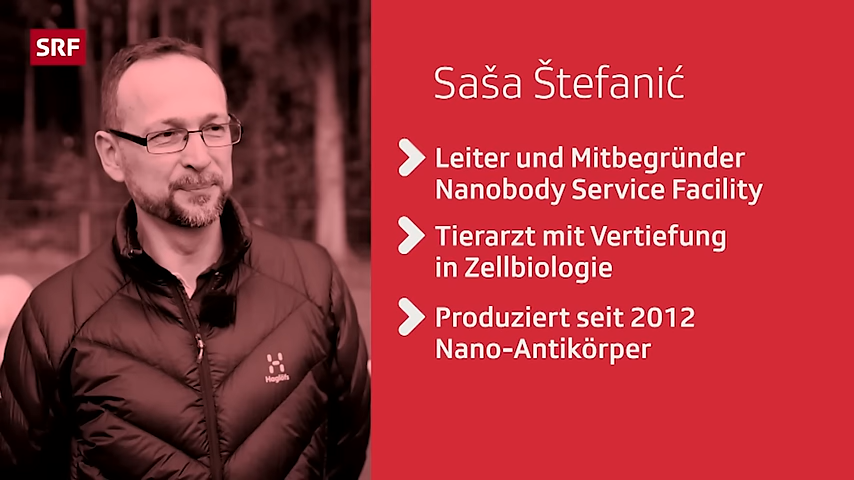 SRF
Saša Štefanić
Leiter und Mitbegründer
Nanobody Service Facility
Tierarzt mit Vertiefung
in Zellbiologie
Produziert seit 2012
Nano-Antikörper
Haglöfs